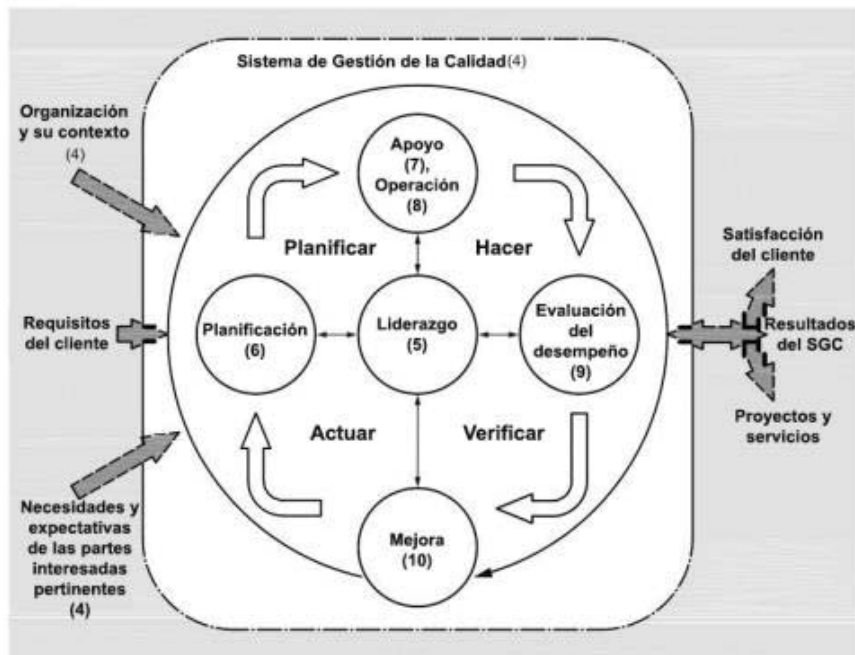 Sistema de Gestión de la Calidad(4)
Organización
y su contexto
(4)
Requisitos
del cliente
Necesidades y
expectativas
de las partes
interesadas
pertinentes
(4)
Apoyo
(7),
Operación
(8)
Planificar
Hacer
Planificación
(6)
Liderazgo
(5)
Evaluación
del
desempeño
(9)
Actuar
Verificar
Mejora
(10)
Satisfacción
del cliente
Resultados
del SGC
Proyectos y
servicios